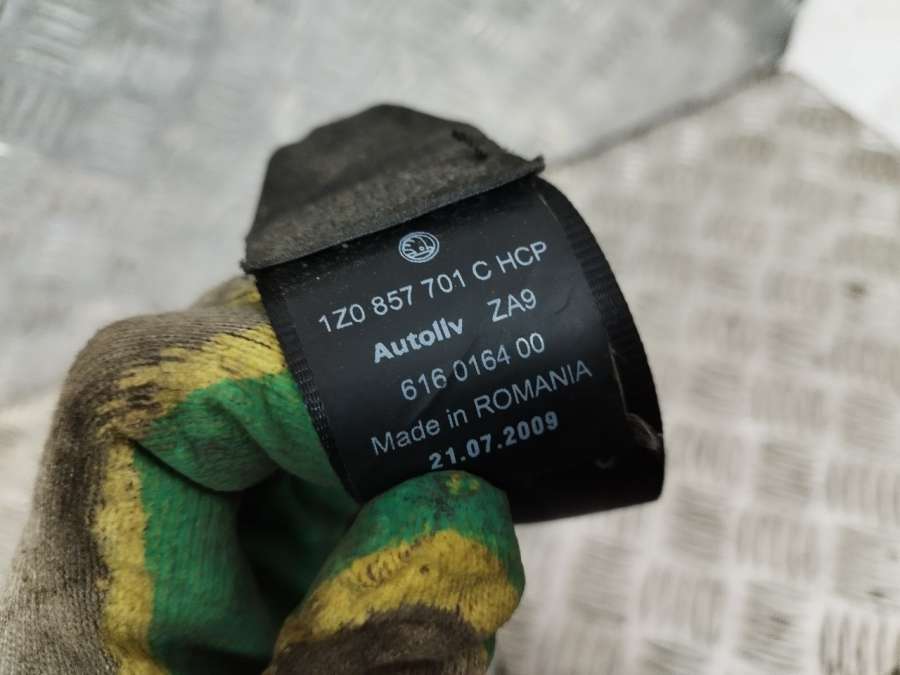 1Z0 857 701 C HCP
Autoliv ZA9
616 0164 00
Made in ROMANIA
21.07.2009